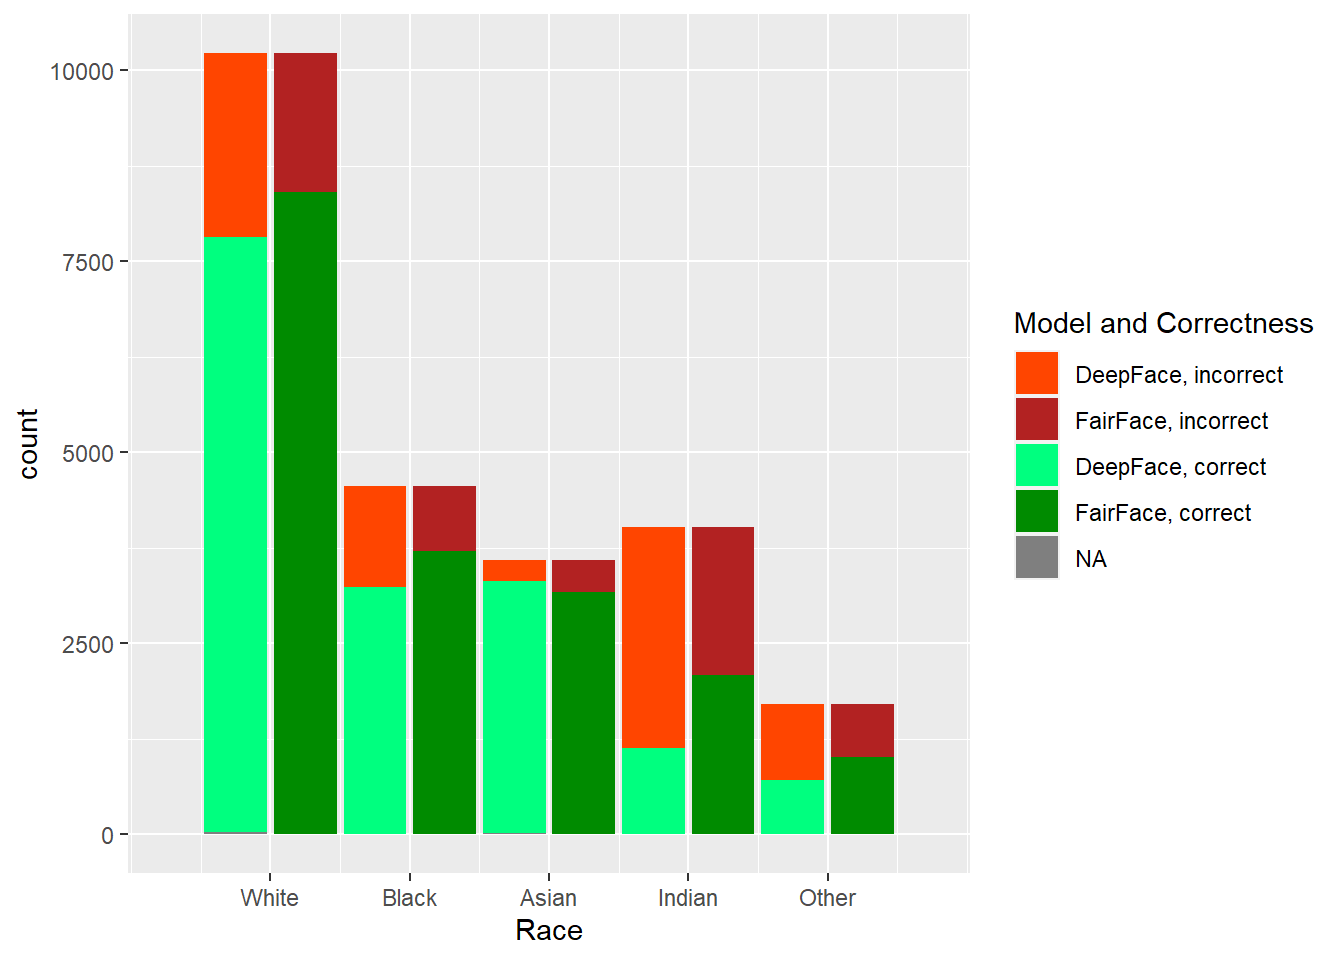 10000
7500
5000
2500
0
count
White
Black
Asian
Indian
Other
Race
Model and Correctness
DeepFace, incorrect
FairFace, incorrect
DeepFace, correct
FairFace, correct
NA